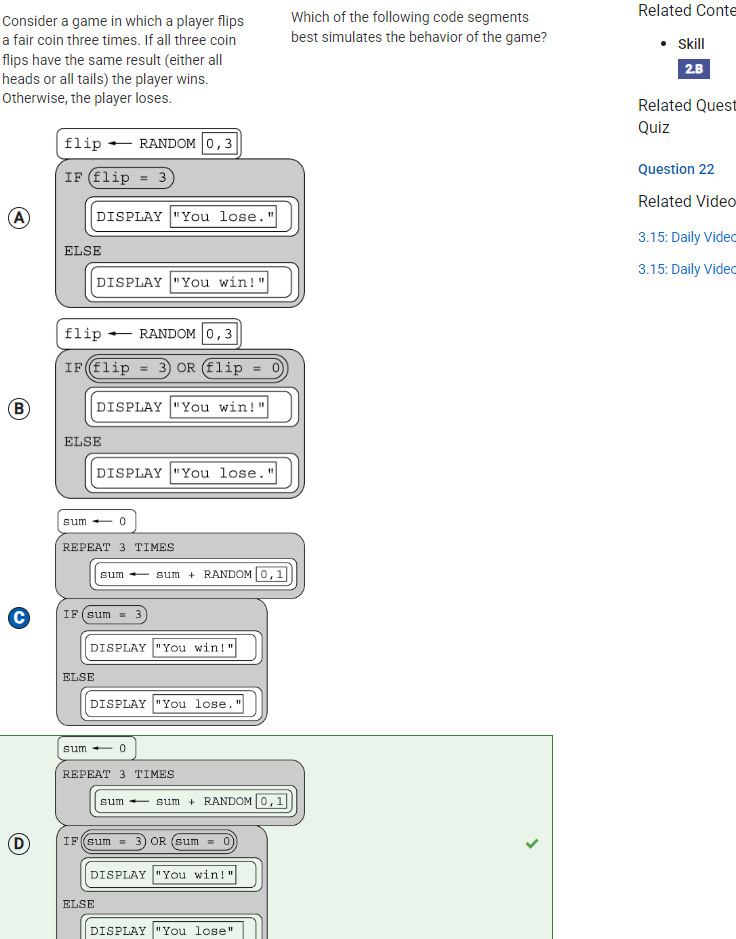 Consider a game in which a player flips
a fair coin three times. If all three coin
flips have the same result (either all
heads or all tails) the player wins.
Otherwise, the player loses.
Which of the following code segments
best simulates the behavior of the game?
A
flip ← RANDOM 0,3
IF flip = 3
DISPLAY "You lose."
ELSE
DISPLAY "You win!"
B
flip ← RANDOM 0,3
IF flip = 3 OR flip = 0
DISPLAY "You win!"
ELSE
DISPLAY "You lose."
C
sum ← 0
REPEAT 3 TIMES
sum ← sum + RANDOM 0,1
IF sum = 3
DISPLAY "You win!"
ELSE
DISPLAY "You lose."
D
sum ← 0
REPEAT 3 TIMES
sum ← sum + RANDOM 0,1
IF sum = 3 OR sum = 0
DISPLAY "You win!"
ELSE
DISPLAY "You lose"
Related Conte
• Skill
2.B
Related Quest
Quiz
Question 22
Related Video
3.15: Daily Videc
3.15: Daily Videc